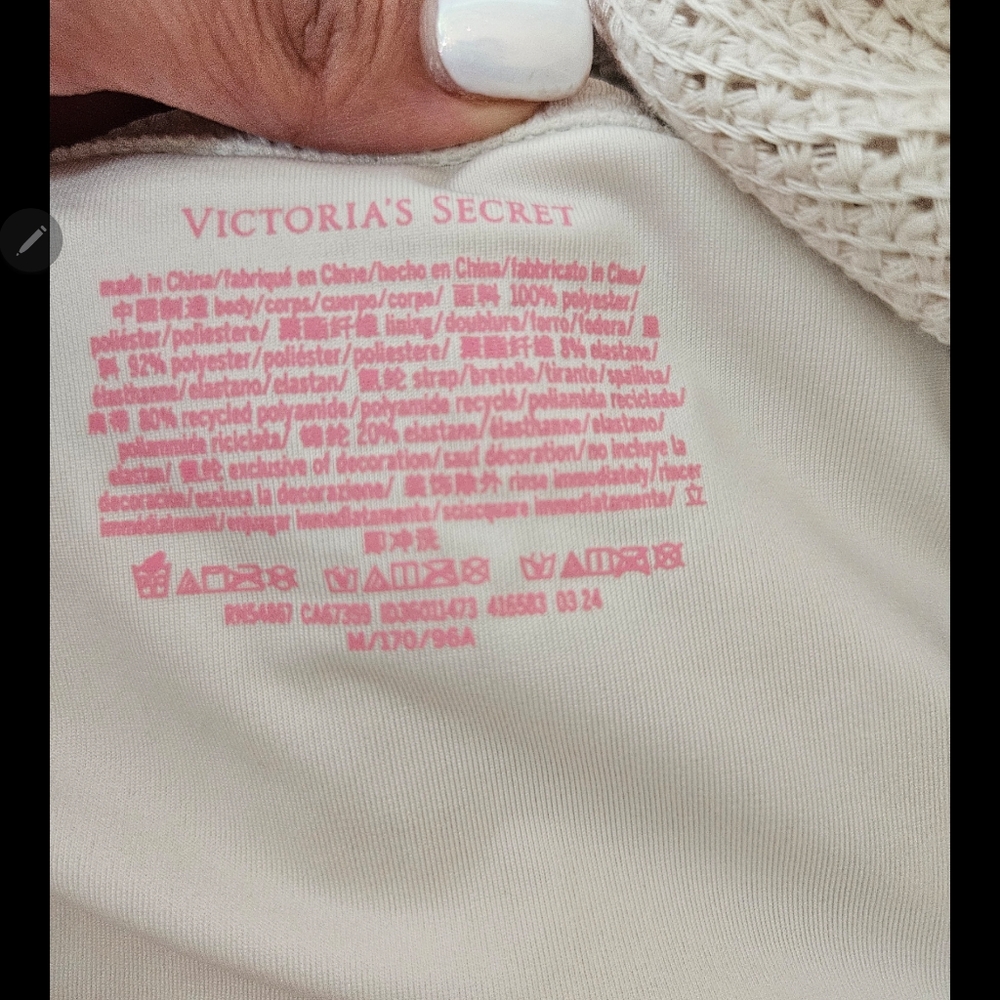 VICTORIA'S SECRET
made in China/fabriqué en Chine/hecho en China/fabbricato in Cina/
中国制造 body/corps/cuerpo/corpo/ 面料 100% polyester/
poliéster/poliestere/ 聚酯纤维 lining/doublure/forro/fodera/ 里
料 92% polyester/poliéster/poliestere/ 聚酯纤维 8% elastane/
élasthanne/elastano/elastan/ 氨纶 strap/bretelle/tirante/spallina/
肩带 80% recycled polyamide/polyamide recyclé/poliamida reciclada/
poliammide riciclata/ 锦纶 20% elastane/élasthanne/elastano/
elastan/ 氨纶 exclusive of decoration/sauf décoration/no incluye la
decoración/esclusa la decorazione/ 装饰除外 rinse immediately/rincer
immédiatement/enjuagar inmediatamente/sciacquare immediatamente/ 立
即冲洗
RN54867 CA67359 ID36011473 416583 03 24
M/170/96A